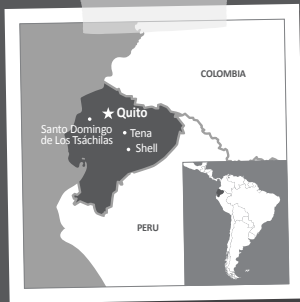 COLOMBIA
Quito
Santo Domingo
de Los Tsáchilas
Tena
Shell
PERU